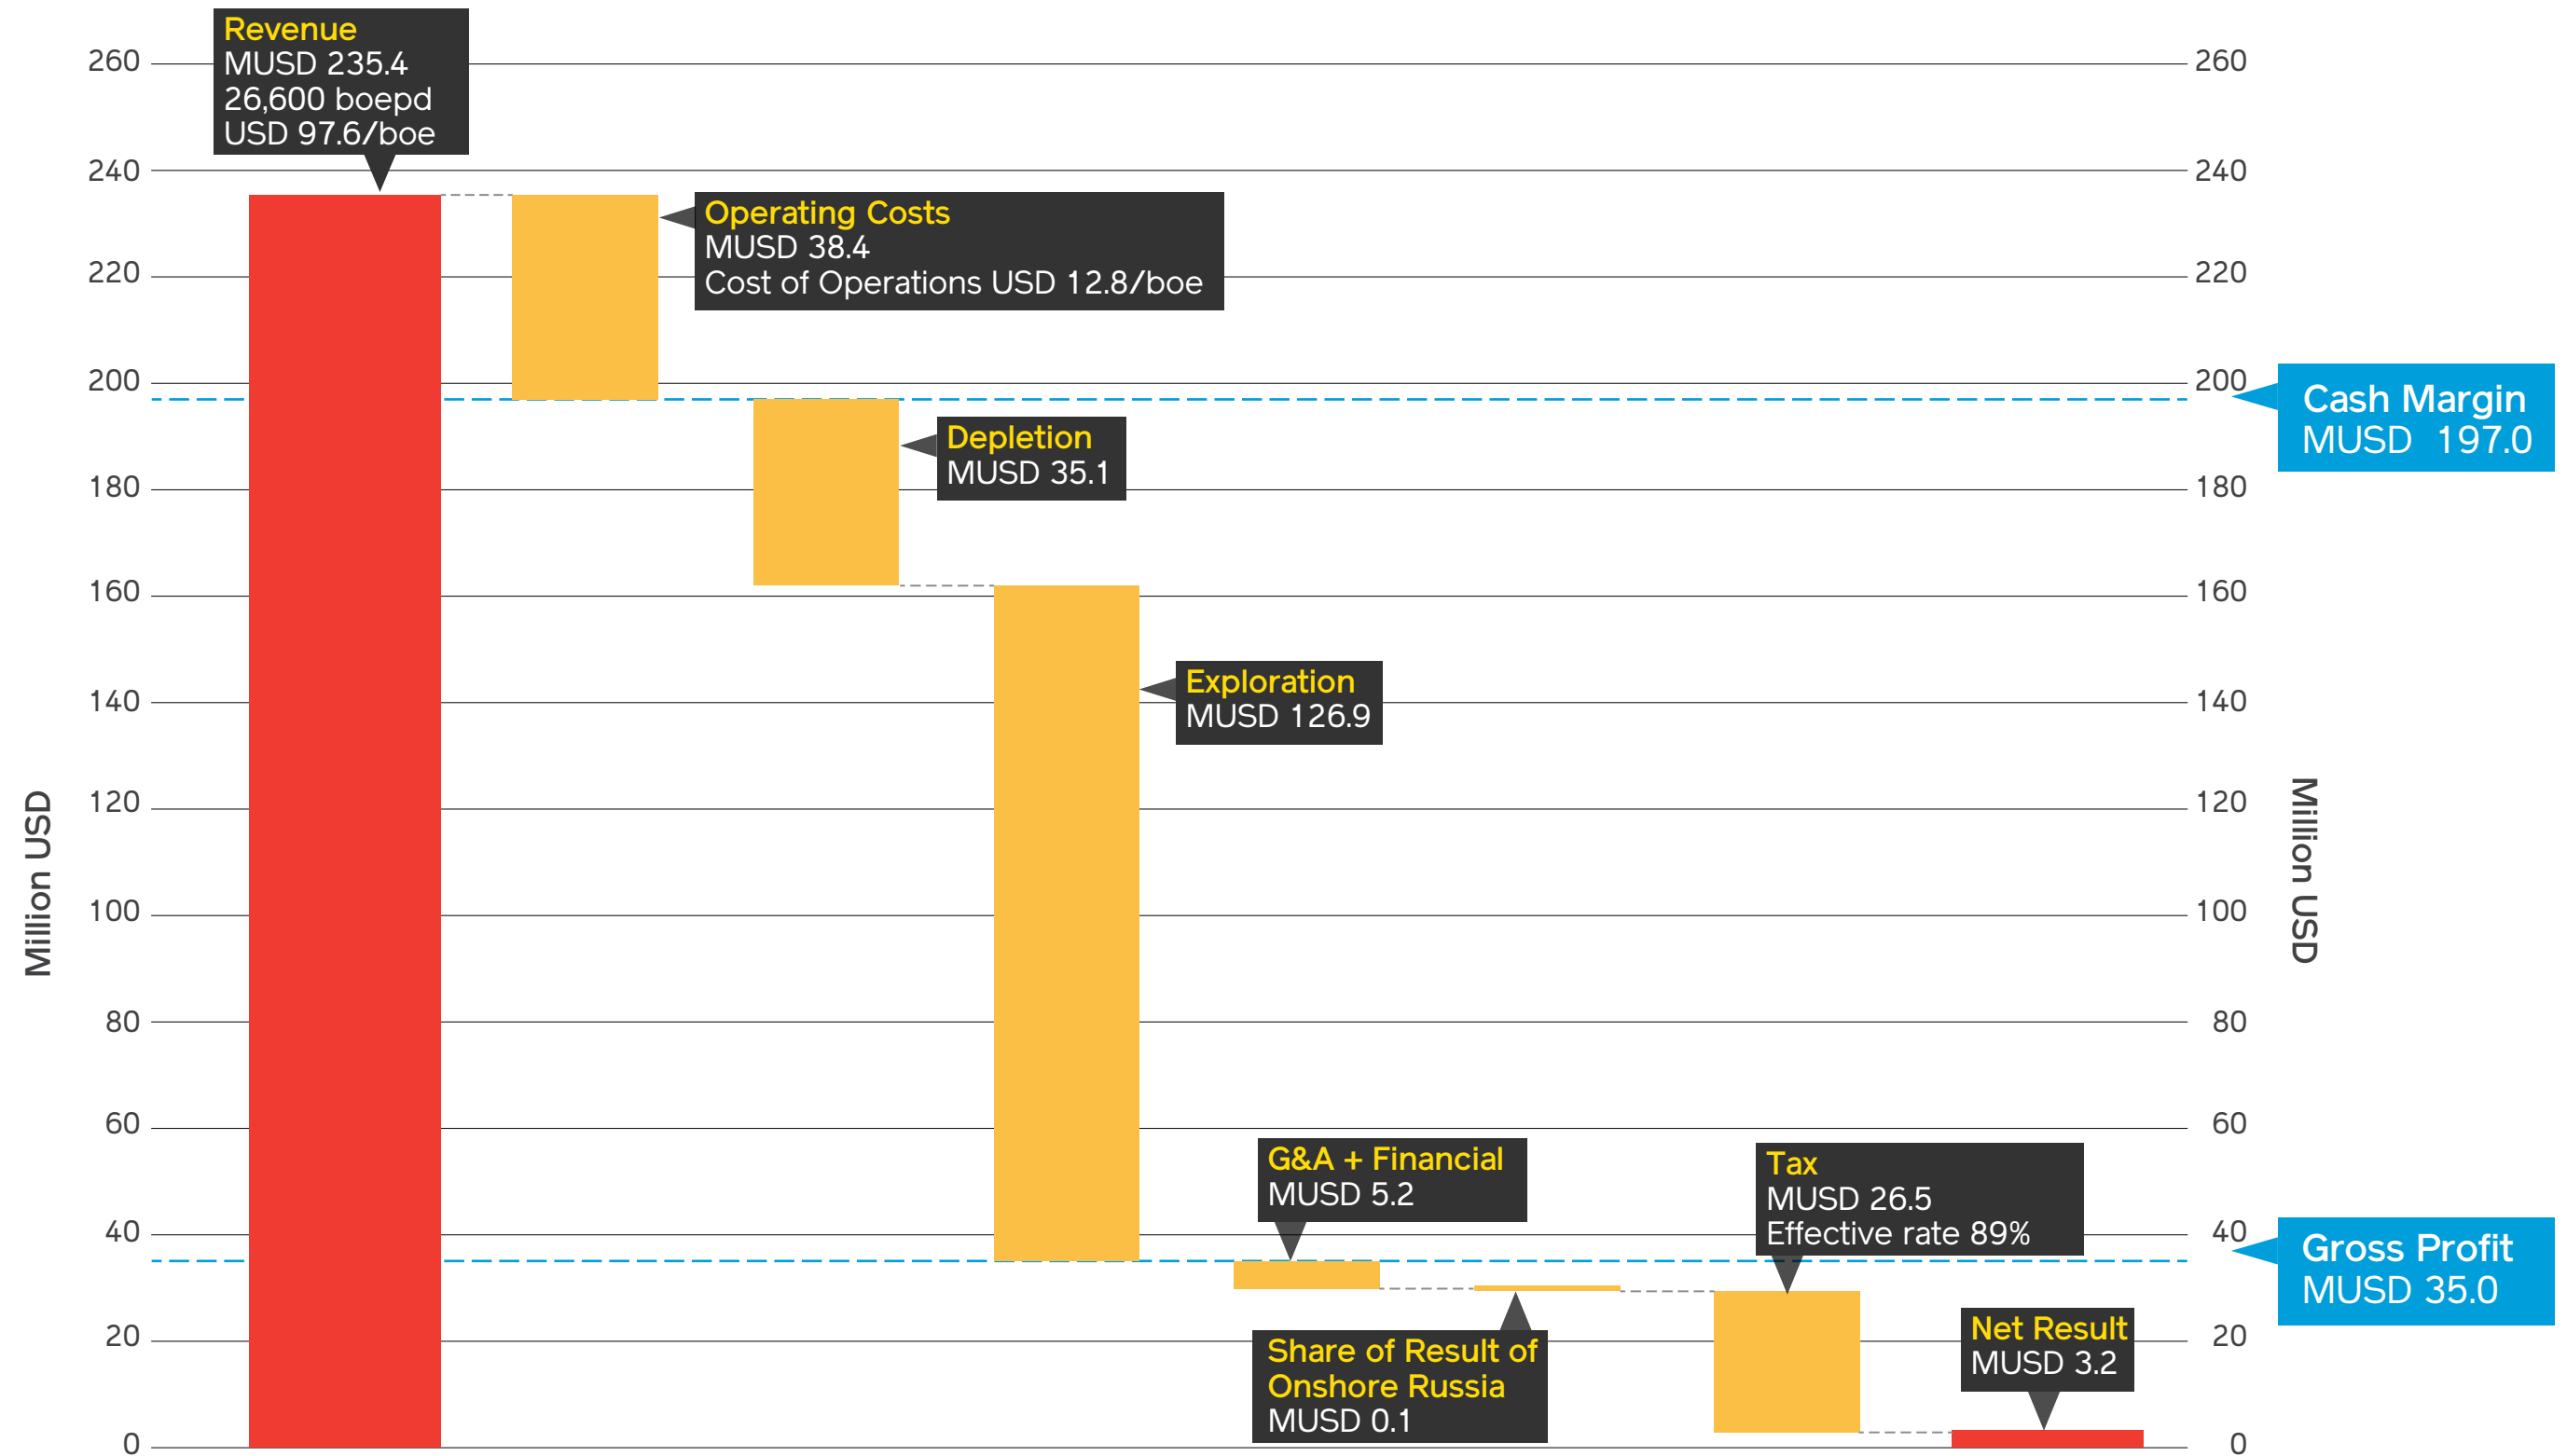 Revenue
MUSD 235.4
26,600 boepd
USD 97.6/boe
260
240
220
200
180
160
140
120
100
80
60
40
20
0
Million USD
Operating Costs
MUSD 38.4
Cost of Operations USD 12.8/boe
Depletion
MUSD 35.1
Exploration
MUSD 126.9
G&A + Financial
MUSD 5.2
Share of Result of
Onshore Russia
MUSD 0.1
Tax
MUSD 26.5
Effective rate 89%
Net Result
MUSD 3.2
260
240
220
200
180
160
140
120
100
80
60
40
20
0
Million USD
Cash Margin
MUSD 197.0
Gross Profit
MUSD 35.0